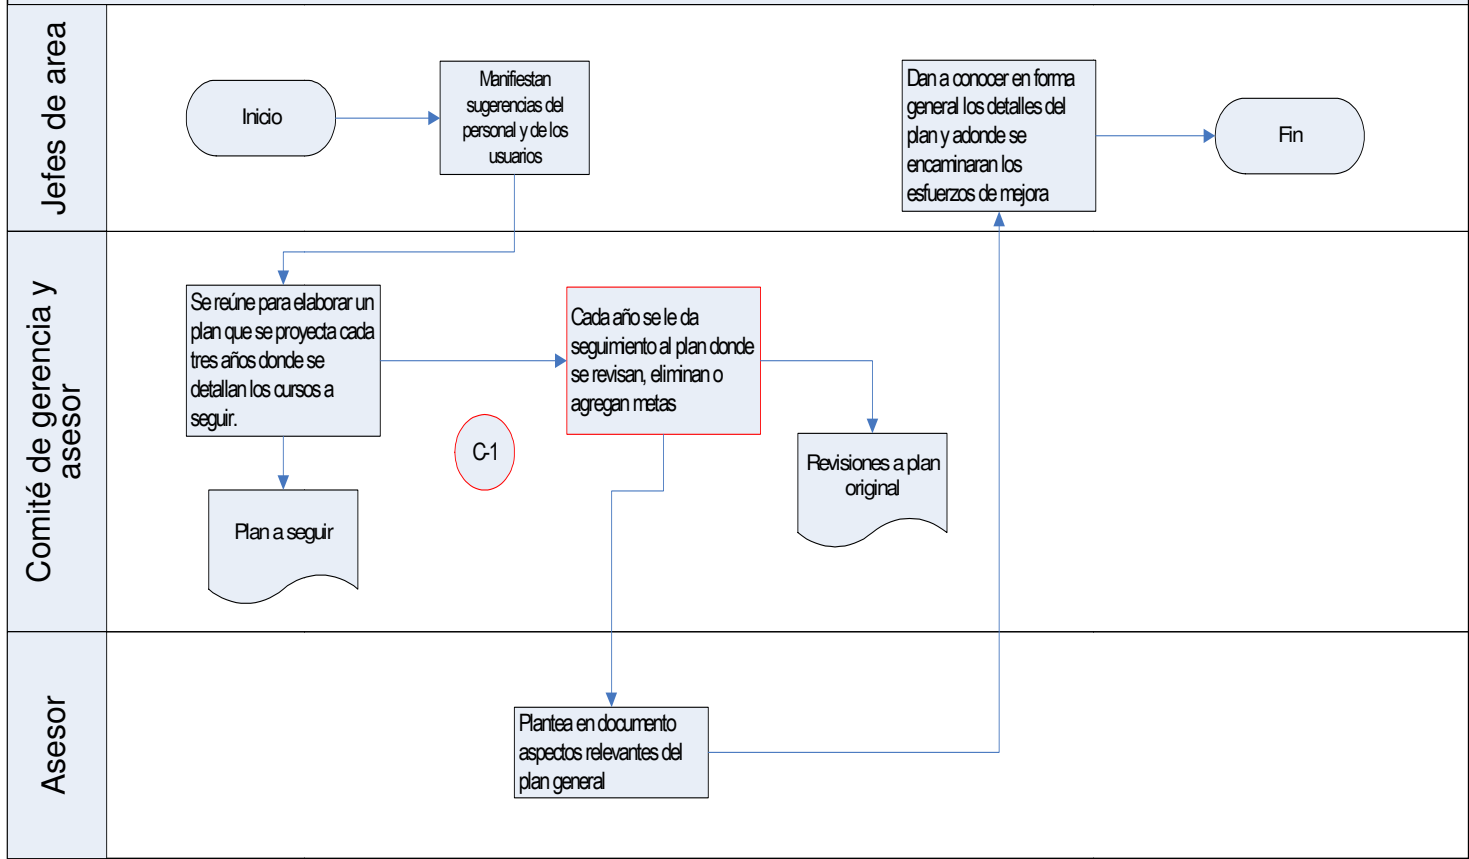 Jefes de area
Inicio
Manifiestan
sugerencias del
personal y de los
usuarios
Dan a conocer en forma
general los detalles del
plan y adonde se
encaminaran los
esfuerzos de mejora
Fin
Comité de gerencia y
asesor
Se reúne para elaborar un
plan que se proyecta cada
tres años donde se
detallan los cursos a
seguir.
Cada año se le da
seguimiento al plan donde
se revisan, eliminan o
agregan metas
C-1
Revisiones a plan
original
Plan a seguir
Asesor
Plantea en documento
aspectos relevantes del
plan general